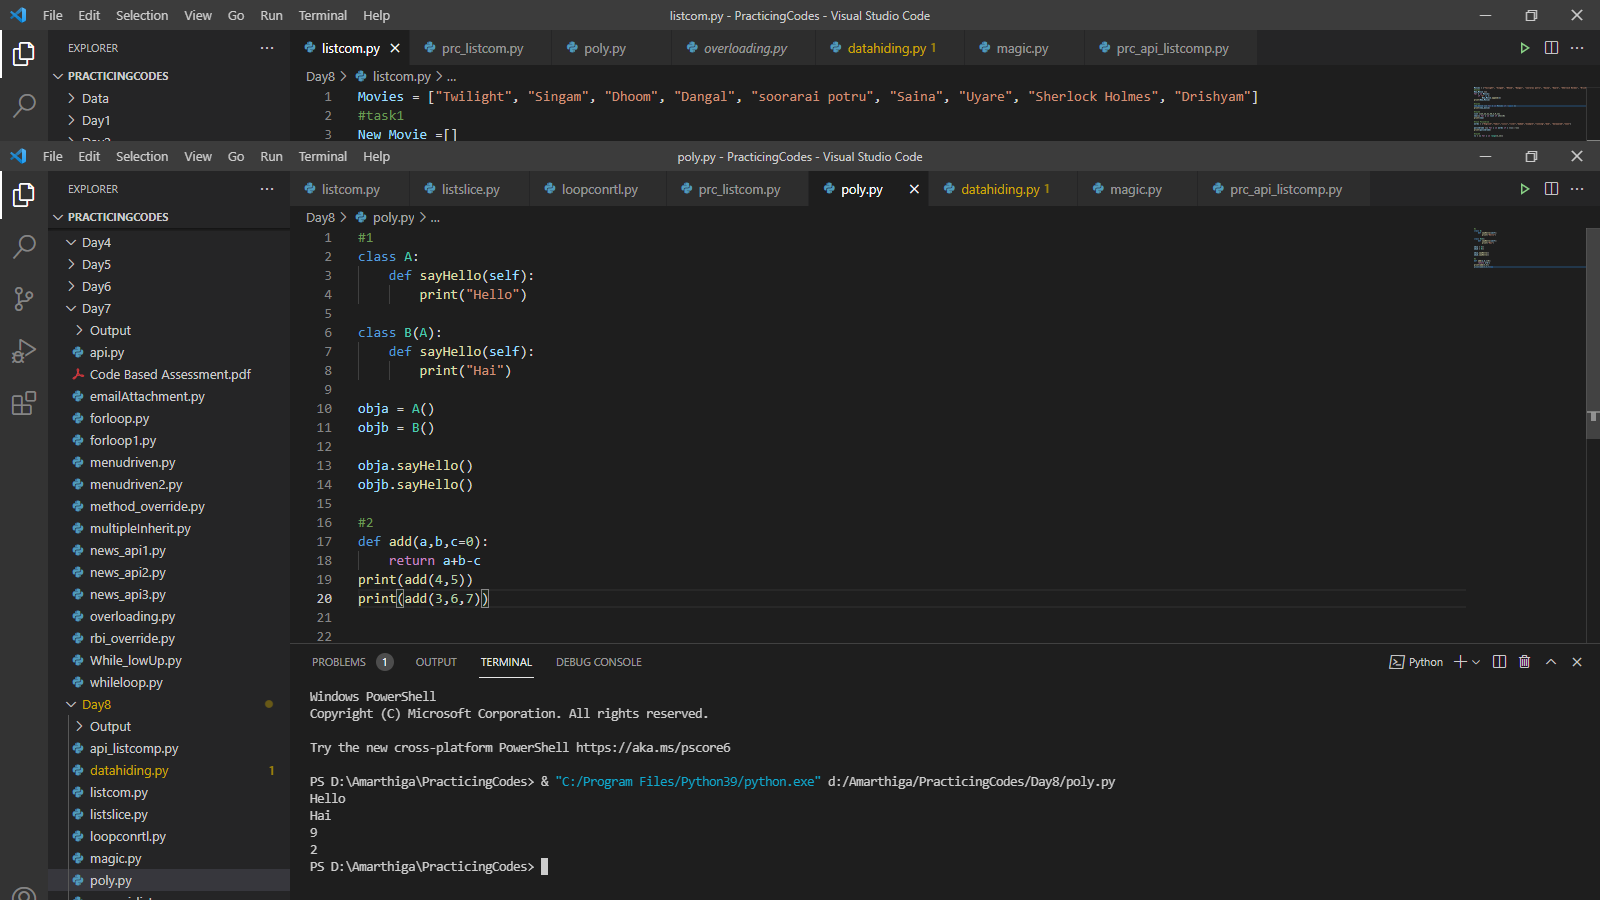 File Edit Selection View Go Run Terminal Help listcom.py - PracticingCodes - Visual Studio Code
EXPLORER
listcom.py prc_listcom.py poly.py overloading.py datahiding.py 1 magic.py prc_api_listcomp.py
PRACTICINGCODES
Day8 > listcom.py > ...
Data
Day1
1 Movies = ["Twilight", "Singam", "Dhoom", "Dangal", "soorarai potru", "Saina", "Uyare", "Sherlock Holmes", "Drishyam"]
2 #task1
3 New Movie =[]
File Edit Selection View Go Run Terminal Help poly.py - PracticingCodes - Visual Studio Code
EXPLORER
listcom.py listslice.py loopconrtl.py prc_listcom.py poly.py datahiding.py 1 magic.py prc_api_listcomp.py
PRACTICINGCODES
Day4
Day5
Day6
Day7
Output
api.py
Code Based Assessment.pdf
emailAttachment.py
forloop.py
forloop1.py
menudriven.py
menudriven2.py
method_override.py
multipleInherit.py
news_api1.py
news_api2.py
news_api3.py
overloading.py
rbi_override.py
While_lowUp.py
whileloop.py
Day8
Output
api_listcomp.py
datahiding.py 1
listcom.py
listslice.py
loopconrtl.py
magic.py
poly.py
Day8 > poly.py > ...
1 #1
2 class A:
3 def sayHello(self):
4 print("Hello")
5
6 class B(A):
7 def sayHello(self):
8 print("Hai")
9
10 obja = A()
11 objb = B()
12
13 obja.sayHello()
14 objb.sayHello()
15
16 #2
17 def add(a,b,c=0):
18 return a+b-c
19 print(add(4,5))
20 print(add(3,6,7))
21
22
PROBLEMS 1 OUTPUT TERMINAL DEBUG CONSOLE Python
Windows PowerShell
Copyright (C) Microsoft Corporation. All rights reserved.
Try the new cross-platform PowerShell https://aka.ms/pscore6
PS D:\Amarthiga\PracticingCodes> & "C:/Program Files/Python39/python.exe" d:/Amarthiga/PracticingCodes/Day8/poly.py
Hello
Hai
9
2
PS D:\Amarthiga\PracticingCodes>